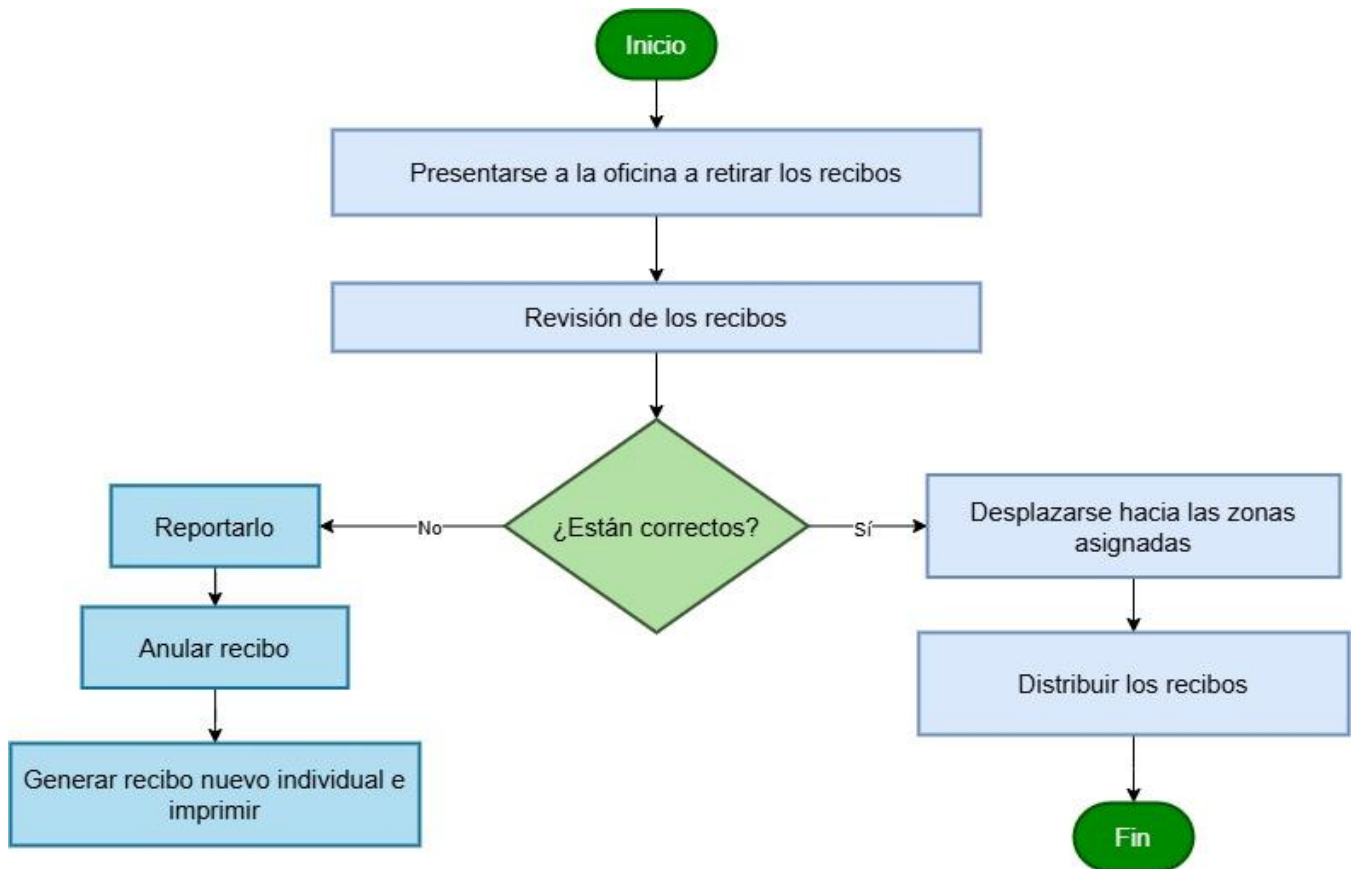 Inicio
Presentarse a la oficina a retirar los recibos
Revisión de los recibos
¿Están correctos?
No
Sí
Reportarlo
Anular recibo
Generar recibo nuevo individual e
imprimir
Desplazarse hacia las zonas
asignadas
Distribuir los recibos
Fin